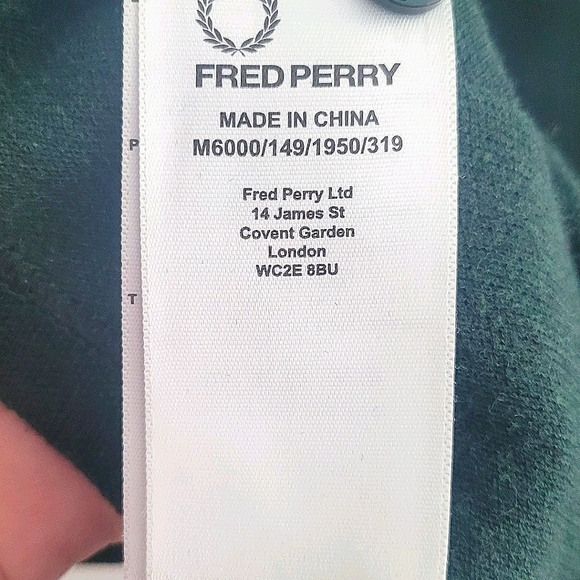 FRED PERRY
MADE IN CHINA
M6000/149/1950/319
Fred Perry Ltd
14 James St
Covent Garden
London
WC2E 8BU
P
T